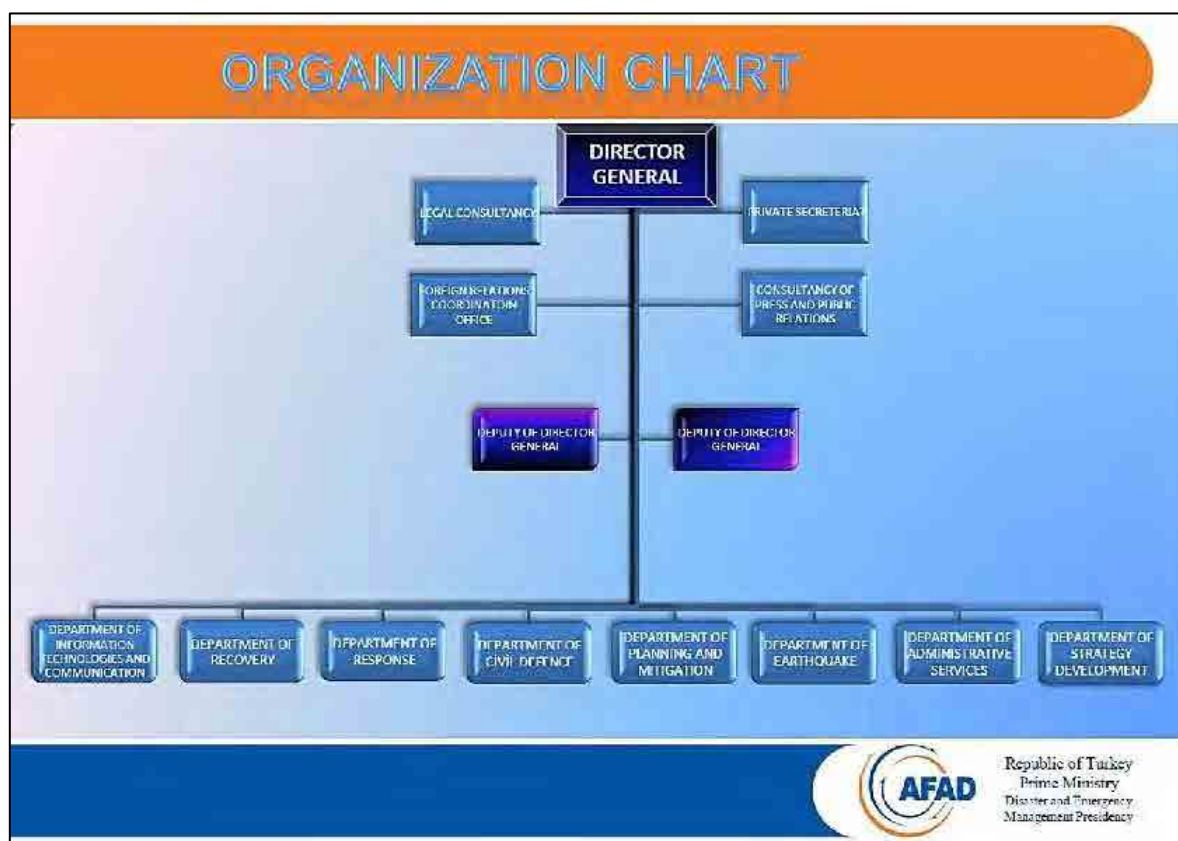 ORGANIZATION CHART
DIRECTOR
GENERAL
LEGAL CONSULTANCY
PRIVATE SECRETERIAT
FOREIGN RELATIONS
COORDINATOIN
OFFICE
CONSULTANCY OF
PRESS AND PUBLIC
RELATIONS
DEPUTY OF DIRECTOR
GENERAL
DEPUTY OF DIRECTOR
GENERAL
DEPARTMENT OF
INFORMATION
TECHNOLOGIES AND
COMMUNICATION
DEPARTMENT OF
RECOVERY
DEPARTMENT OF
RESPONSE
DEPARTMENT OF
CIVIL DEFENCE
DEPARTMENT OF
PLANNING AND
MITIGATION
DEPARTMENT OF
EARTHQUAKE
DEPARTMENT OF
ADMINISTRATIVE
SERVICES
DEPARTMENT OF
STRATEGY
DEVELOPMENT
AFAD
Republic of Turkey
Prime Ministry
Disaster and Emergency
Management Presidency